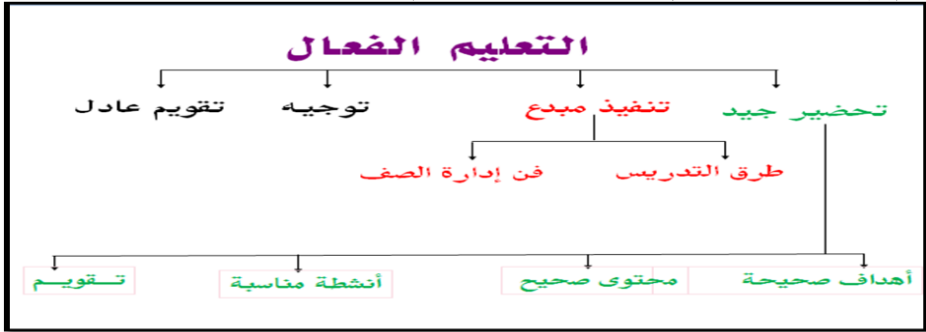 التعليم الفعال
تحضير جيد تنفيذ مبدع توجيه تقويم عادل
طرق التدريس فن إدارة الصف
أهداف صحيحة محتوى صحيح أنشطة مناسبة تقويم